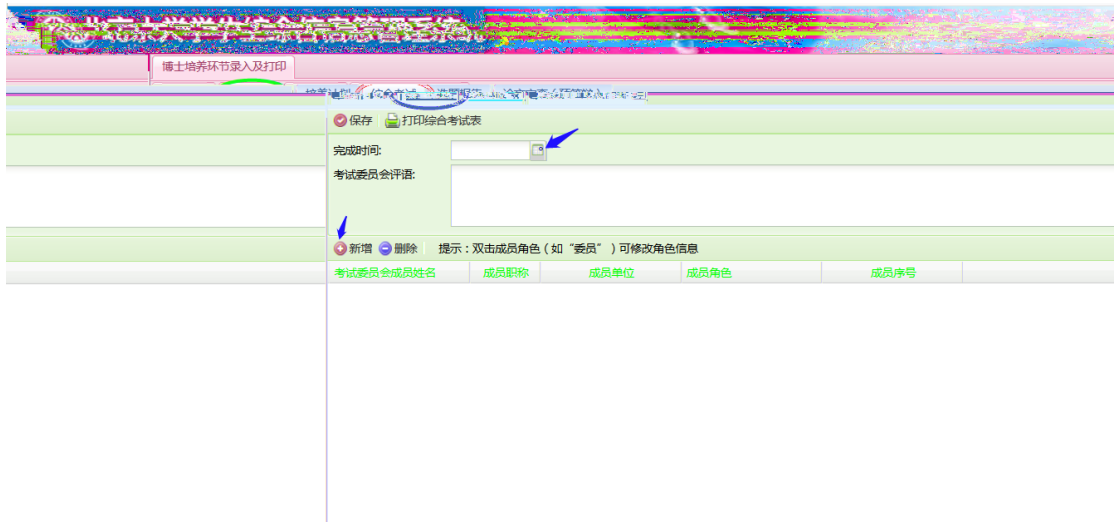 博士培养环节录入及打印
综合考试
保存 打印综合考试表
完成时间:
考试委员会评语:
新增 删除 提示：双击成员角色（如“委员”）可修改角色信息
考试委员会成员姓名 成员职称 成员单位 成员角色 成员序号